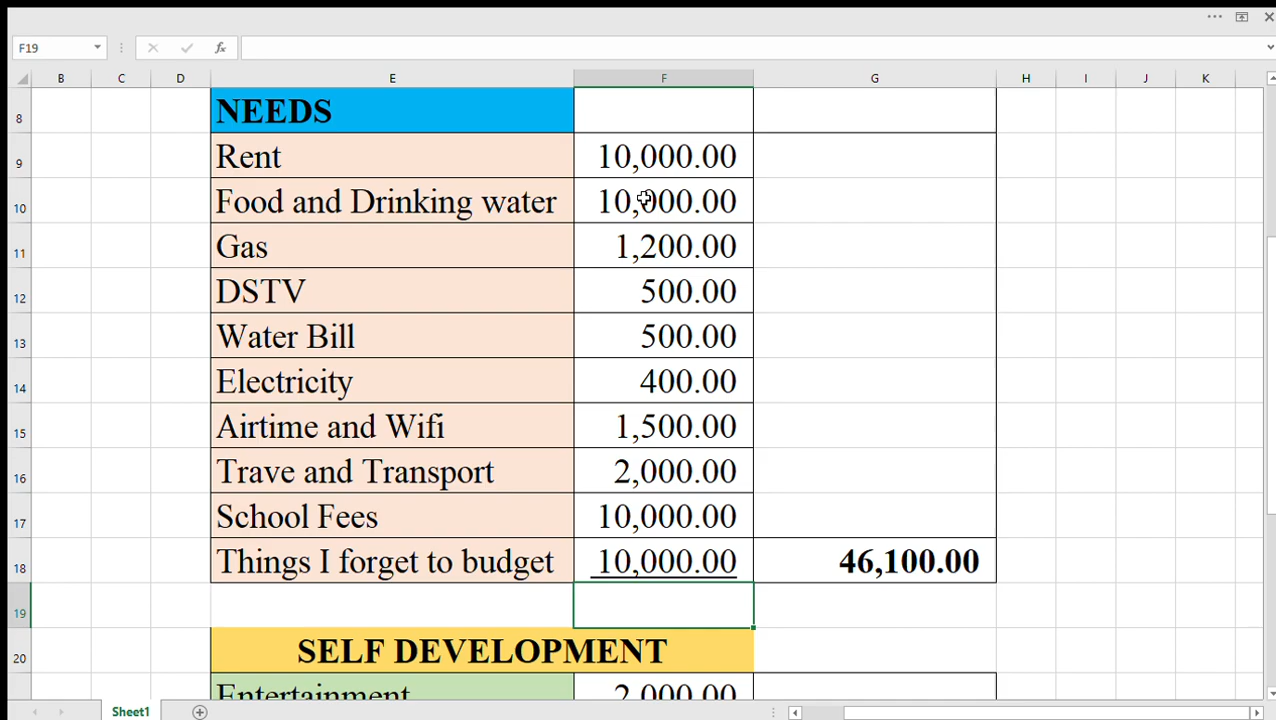 F19
fx
B C D E F G H I J K
8 NEEDS
9 Rent 10,000.00
10 Food and Drinking water 10,000.00
11 Gas 1,200.00
12 DSTV 500.00
13 Water Bill 500.00
14 Electricity 400.00
15 Airtime and Wifi 1,500.00
16 Trave and Transport 2,000.00
17 School Fees 10,000.00
18 Things I forget to budget 10,000.00 46,100.00
19
20 SELF DEVELOPMENT
Entertainment 2,000.00
Sheet1